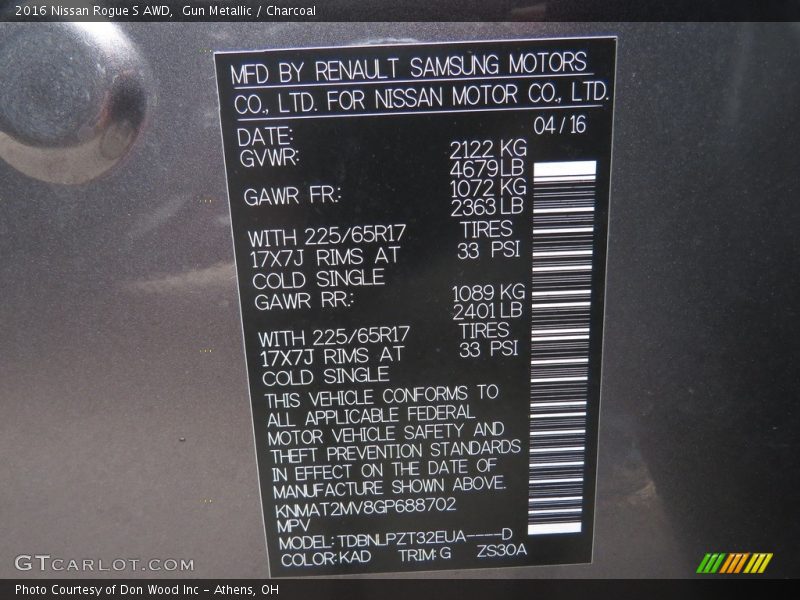 2016 Nissan Rogue S AWD,  Gun Metallic / Charcoal
MFD BY RENAULT SAMSUNG MOTORS
CO., LTD. FOR NISSAN MOTOR CO., LTD.
DATE: 04/16
GVWR: 2122 KG
4679 LB
GAWR FR: 1072 KG
2363 LB
WITH 225/65R17 TIRES
17X7J RIMS AT 33 PSI
COLD SINGLE
GAWR RR: 1089 KG
2401 LB
WITH 225/65R17 TIRES
17X7J RIMS AT 33 PSI
COLD SINGLE
THIS VEHICLE CONFORMS TO
ALL APPLICABLE FEDERAL
MOTOR VEHICLE SAFETY AND
THEFT PREVENTION STANDARDS
IN EFFECT ON THE DATE OF
MANUFACTURE SHOWN ABOVE.
KNMAT2MV8GP688702
MPV
MODEL: TDBNLPZT32EUA----D
COLOR: KAD TRIM: G ZS30A
GTCARLOT.COM
Photo Courtesy of Don Wood Inc - Athens, OH